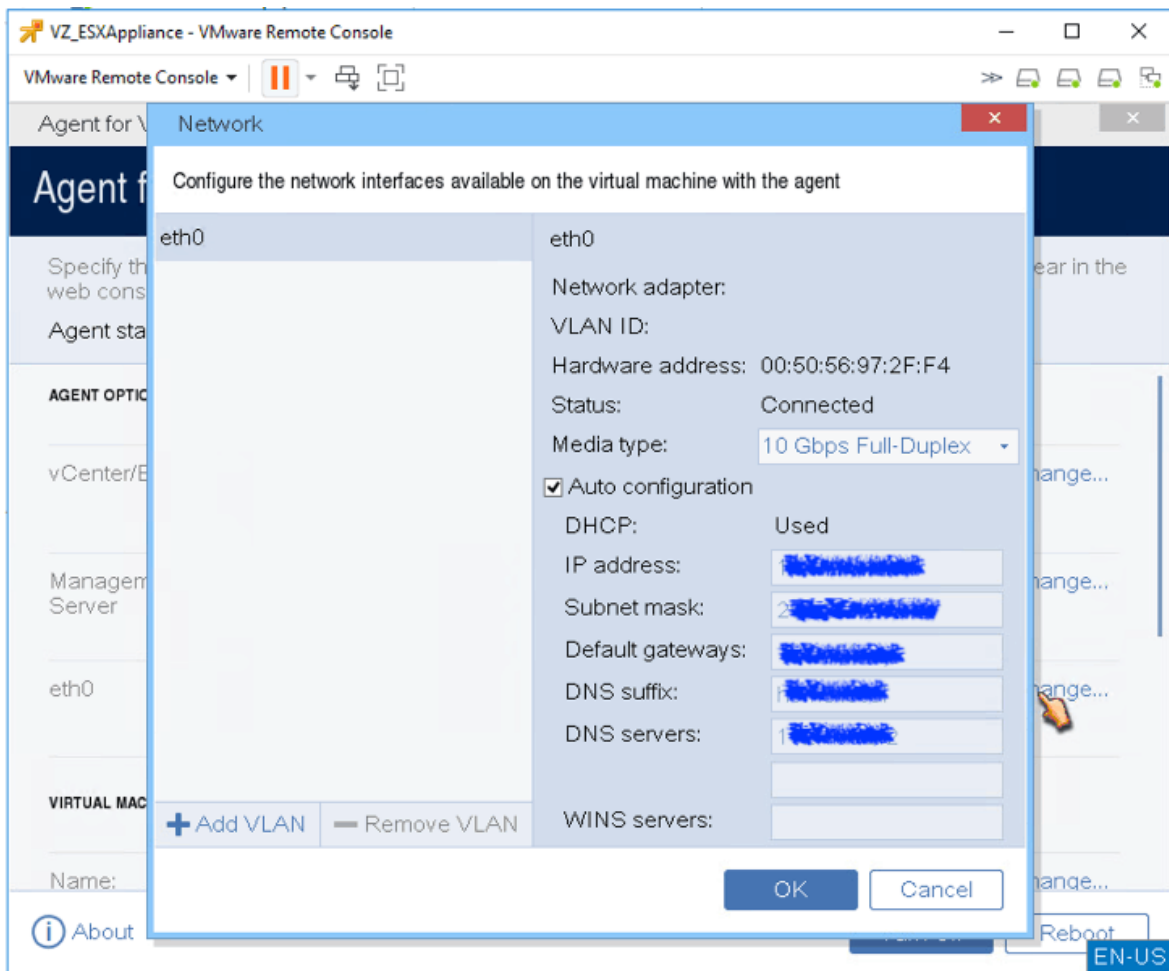 VZ_ESXAppliance - VMware Remote Console
VMware Remote Console
Agent for
Network
Agent f
Configure the network interfaces available on the virtual machine with the agent
eth0
eth0
Specify th
ear in the
web cons
Network adapter:
VLAN ID:
Agent sta
Hardware address: 00:50:56:97:2F:F4
AGENT OPTIO
Status: Connected
Media type: 10 Gbps Full-Duplex
vCenter/E
hange...
Auto configuration
DHCP: Used
IP address:
Managem
Server
hange...
Subnet mask:
Default gateways:
eth0
DNS suffix:
ange...
DNS servers:
VIRTUAL MAC
Add VLAN
Remove VLAN
WINS servers:
Name:
hange...
OK
Cancel
About
Reboot
EN-US